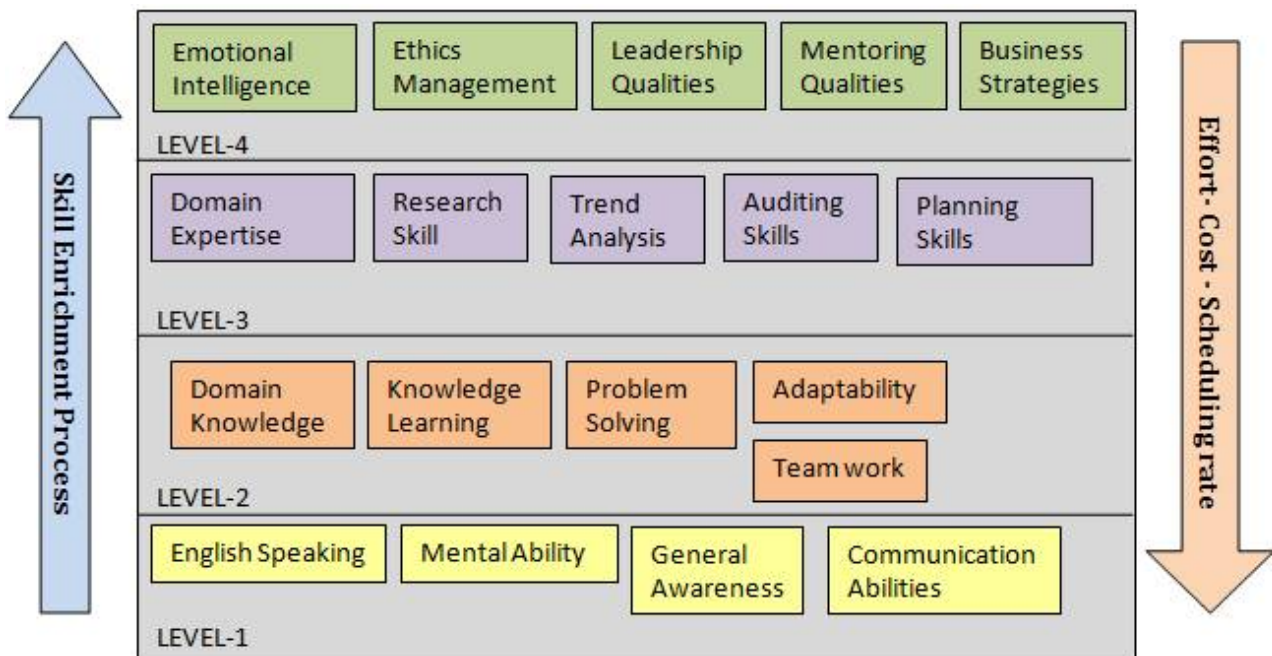 Skill Enrichment Process
Emotional
Intelligence
Ethics
Management
Leadership
Qualities
Mentoring
Qualities
Business
Strategies
LEVEL-4
Domain
Expertise
Research
Skill
Trend
Analysis
Auditing
Skills
Planning
Skills
LEVEL-3
Domain
Knowledge
Knowledge
Learning
Problem
Solving
Adaptability
Team work
LEVEL-2
English Speaking
Mental Ability
General
Awareness
Communication
Abilities
LEVEL-1
Effort- Cost - Scheduling rate